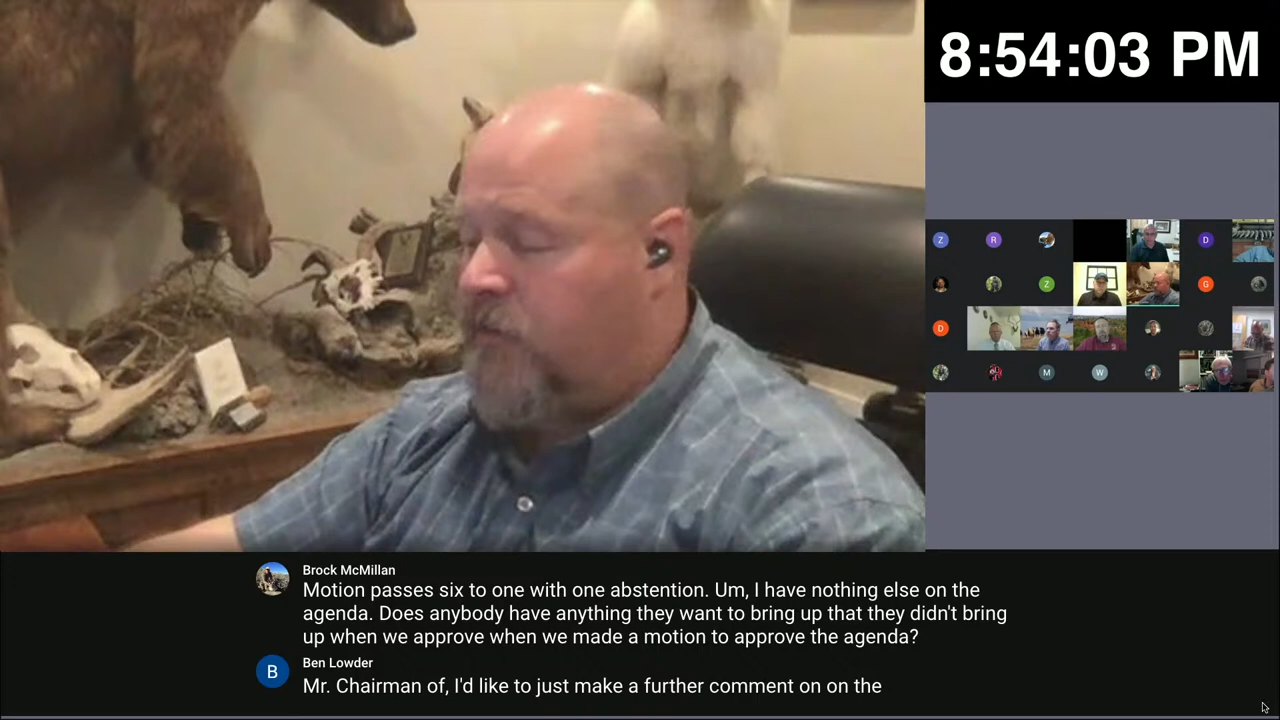 8:54:03 PM
Z
R
D
Z
G
D
M
W
Brock McMillan
Motion passes six to one with one abstention. Um, I have nothing else on the
agenda. Does anybody have anything they want to bring up that they didn't bring
up when we approve when we made a motion to approve the agenda?
B
Ben Lowder
Mr. Chairman of, I'd like to just make a further comment on on the